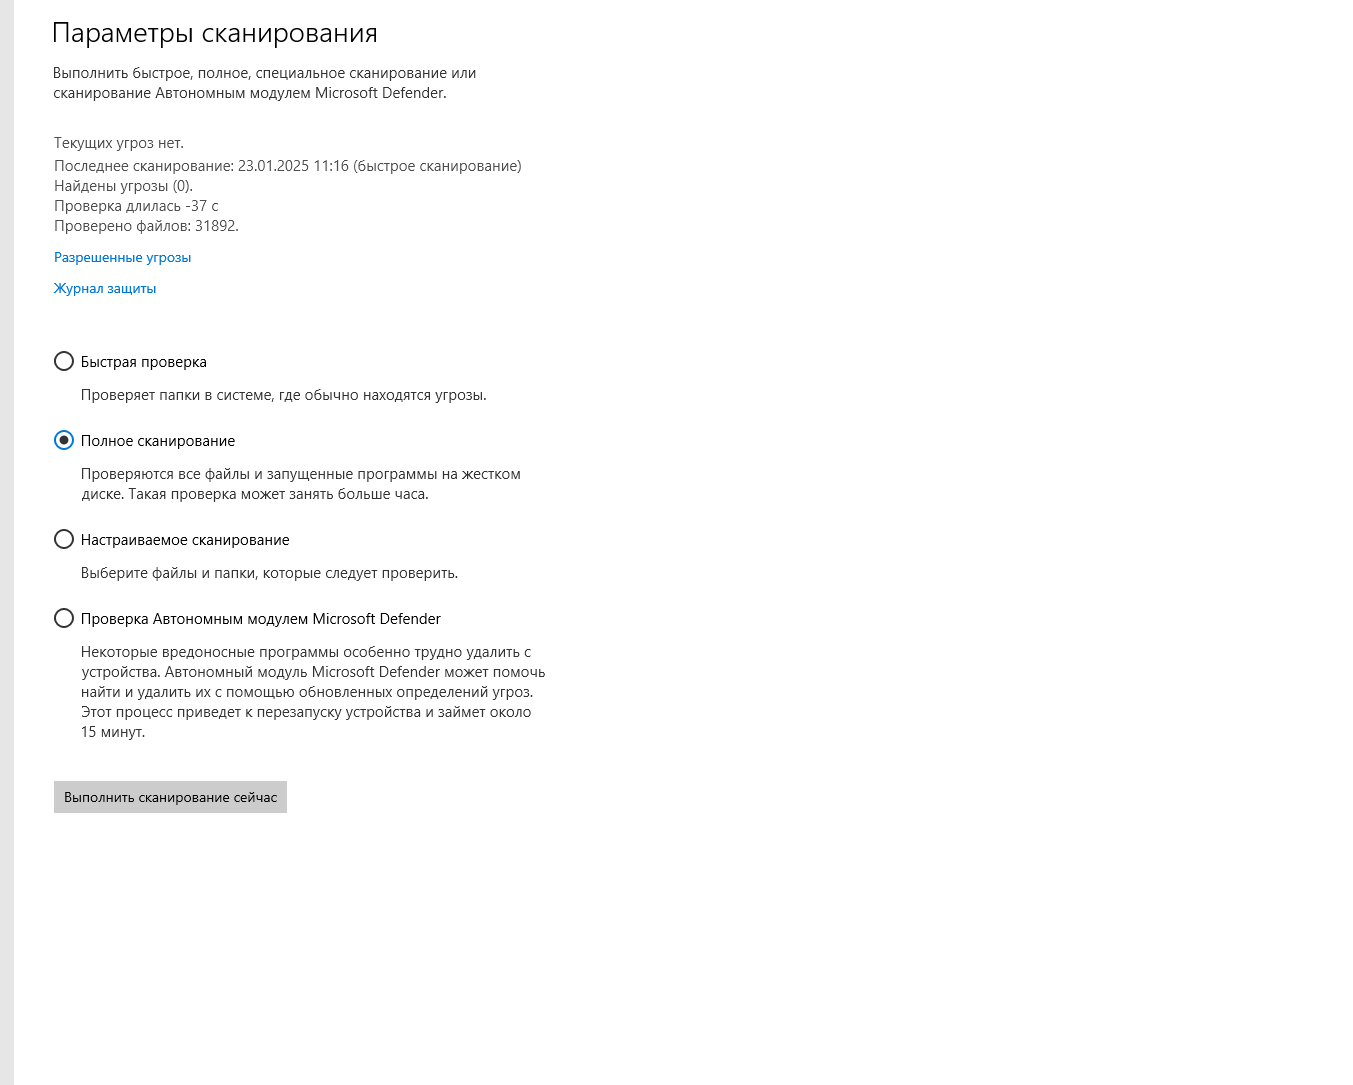 Параметры сканирования
Выполнить быстрое, полное, специальное сканирование или
сканирование Автономным модулем Microsoft Defender.
Текущих угроз нет.
Последнее сканирование: 23.01.2025 11:16 (быстрое сканирование)
Найдены угрозы (0).
Проверка длилась -37 с
Проверено файлов: 31892.
Разрешенные угрозы
Журнал защиты
Быстрая проверка
Проверяет папки в системе, где обычно находятся угрозы.
Полное сканирование
Проверяются все файлы и запущенные программы на жестком
диске. Такая проверка может занять больше часа.
Настраиваемое сканирование
Выберите файлы и папки, которые следует проверить.
Проверка Автономным модулем Microsoft Defender
Некоторые вредоносные программы особенно трудно удалить с
устройства. Автономный модуль Microsoft Defender может помочь
найти и удалить их с помощью обновленных определений угроз.
Этот процесс приведет к перезапуску устройства и займет около
15 минут.
Выполнить сканирование сейчас